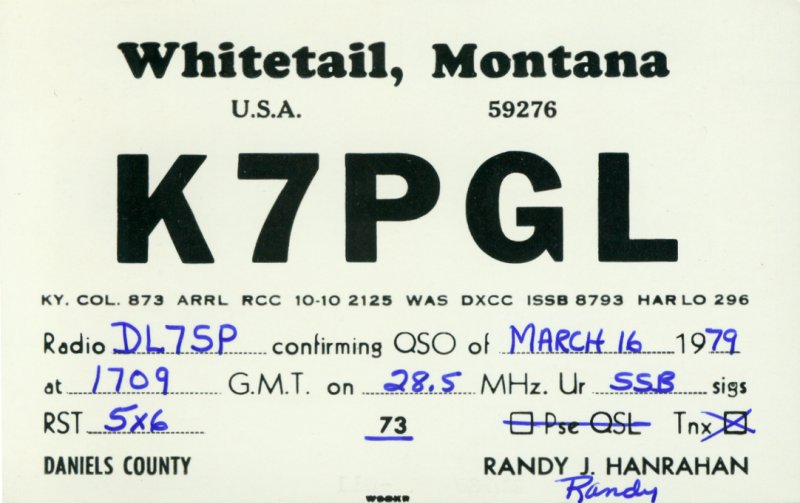 Whitetail, Montana
U.S.A. 59276
K7PGL
KY. COL. 873 ARRL RCC 10-10 2125 WAS DXCC ISSB 8793 HARLO 296
Radio DL7SP confirming QSO of MARCH 16 1979
at 1709 G.M.T. on 28.5 MHz. Ur SSB sigs
RST 5x6 73 Pse QSL Tnx
DANIELS COUNTY RANDY J. HANRAHAN
Randy